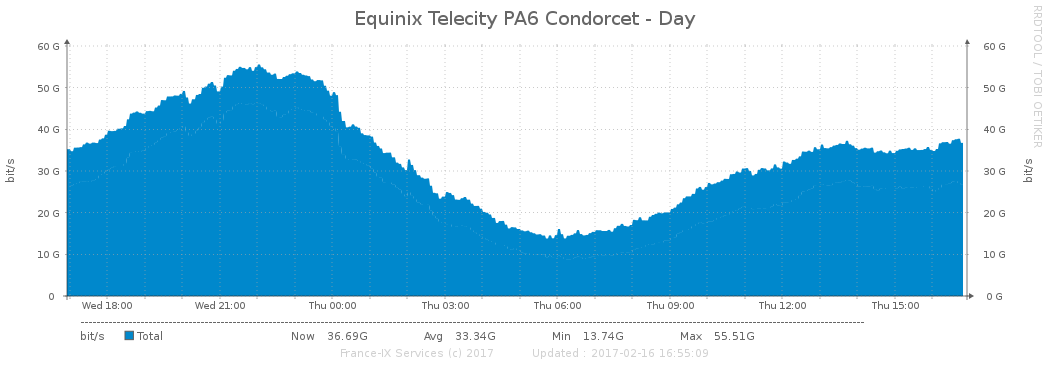 Equinix Telecity PA6 Condorcet - Day
RRDTOOL / TOBI OETIKER
bit/s
60 G 60 G
50 G 50 G
40 G 40 G
30 G 30 G
20 G 20 G
10 G 10 G
0 0 G
bit/s
Wed 18:00 Wed 21:00 Thu 00:00 Thu 03:00 Thu 06:00 Thu 09:00 Thu 12:00 Thu 15:00
bit/s Total Now 36.69G Avg 33.34G Min 13.74G Max 55.51G
France-IX Services (c) 2017 Updated : 2017-02-16 16:55:09